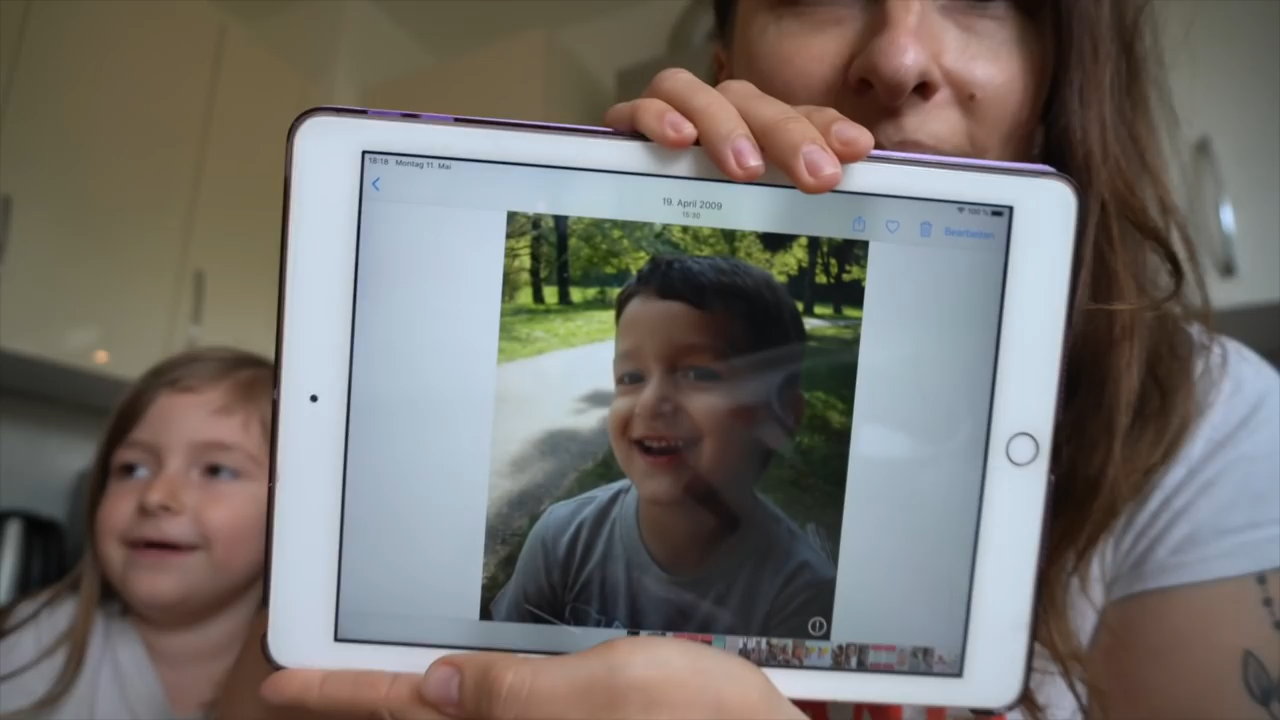 18:18 Montag 11. Mai
100 %
19. April 2009
15:30
Bearbeiten